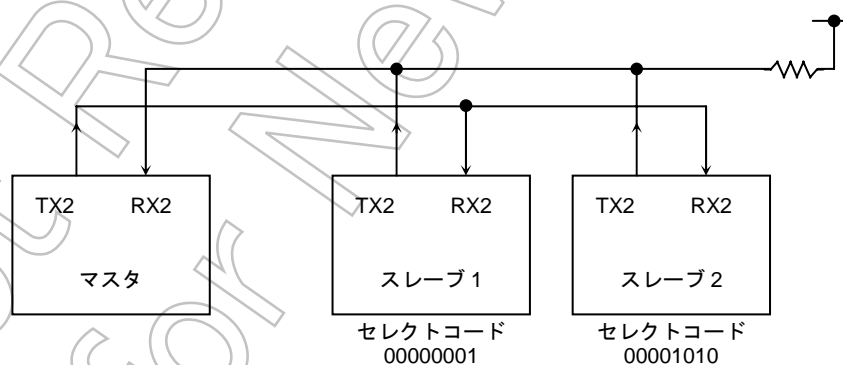 TX2 RX2 TX2 RX2 TX2 RX2
マスタ スレーブ 1 スレーブ 2
セレクトコード セレクトコード
00000001 00001010